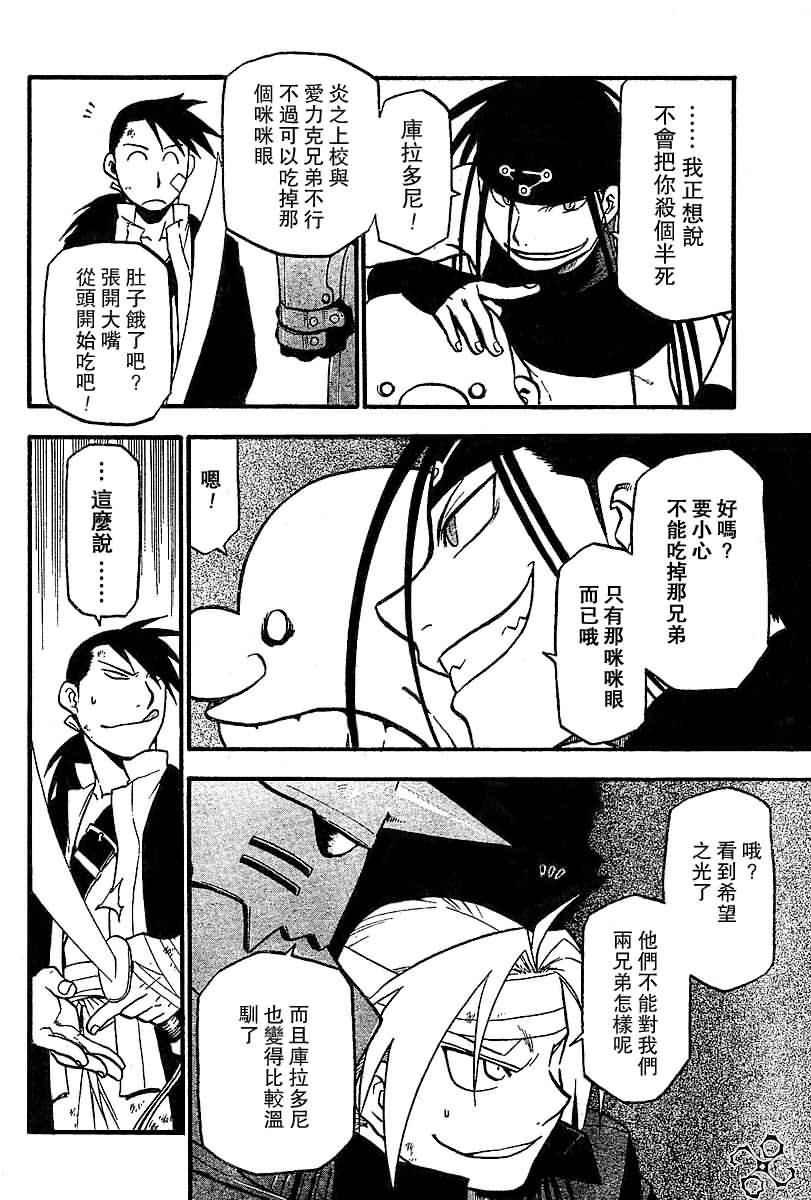 ……我正想說
不會把你殺個半死
庫拉多尼！
炎之上校與
愛力克兄弟不行
不過可以吃掉那
個咪咪眼
肚子餓了吧？
張開大嘴
從頭開始吃吧！
好嗎？
要小心
不能吃掉那兄弟
只有那咪咪眼
而已哦
嗯！
…這麼說……
哦？
看到希望
之光了
他們不能對我們
兩兄弟怎樣呢
而且庫拉多尼
也變得比較溫
馴了